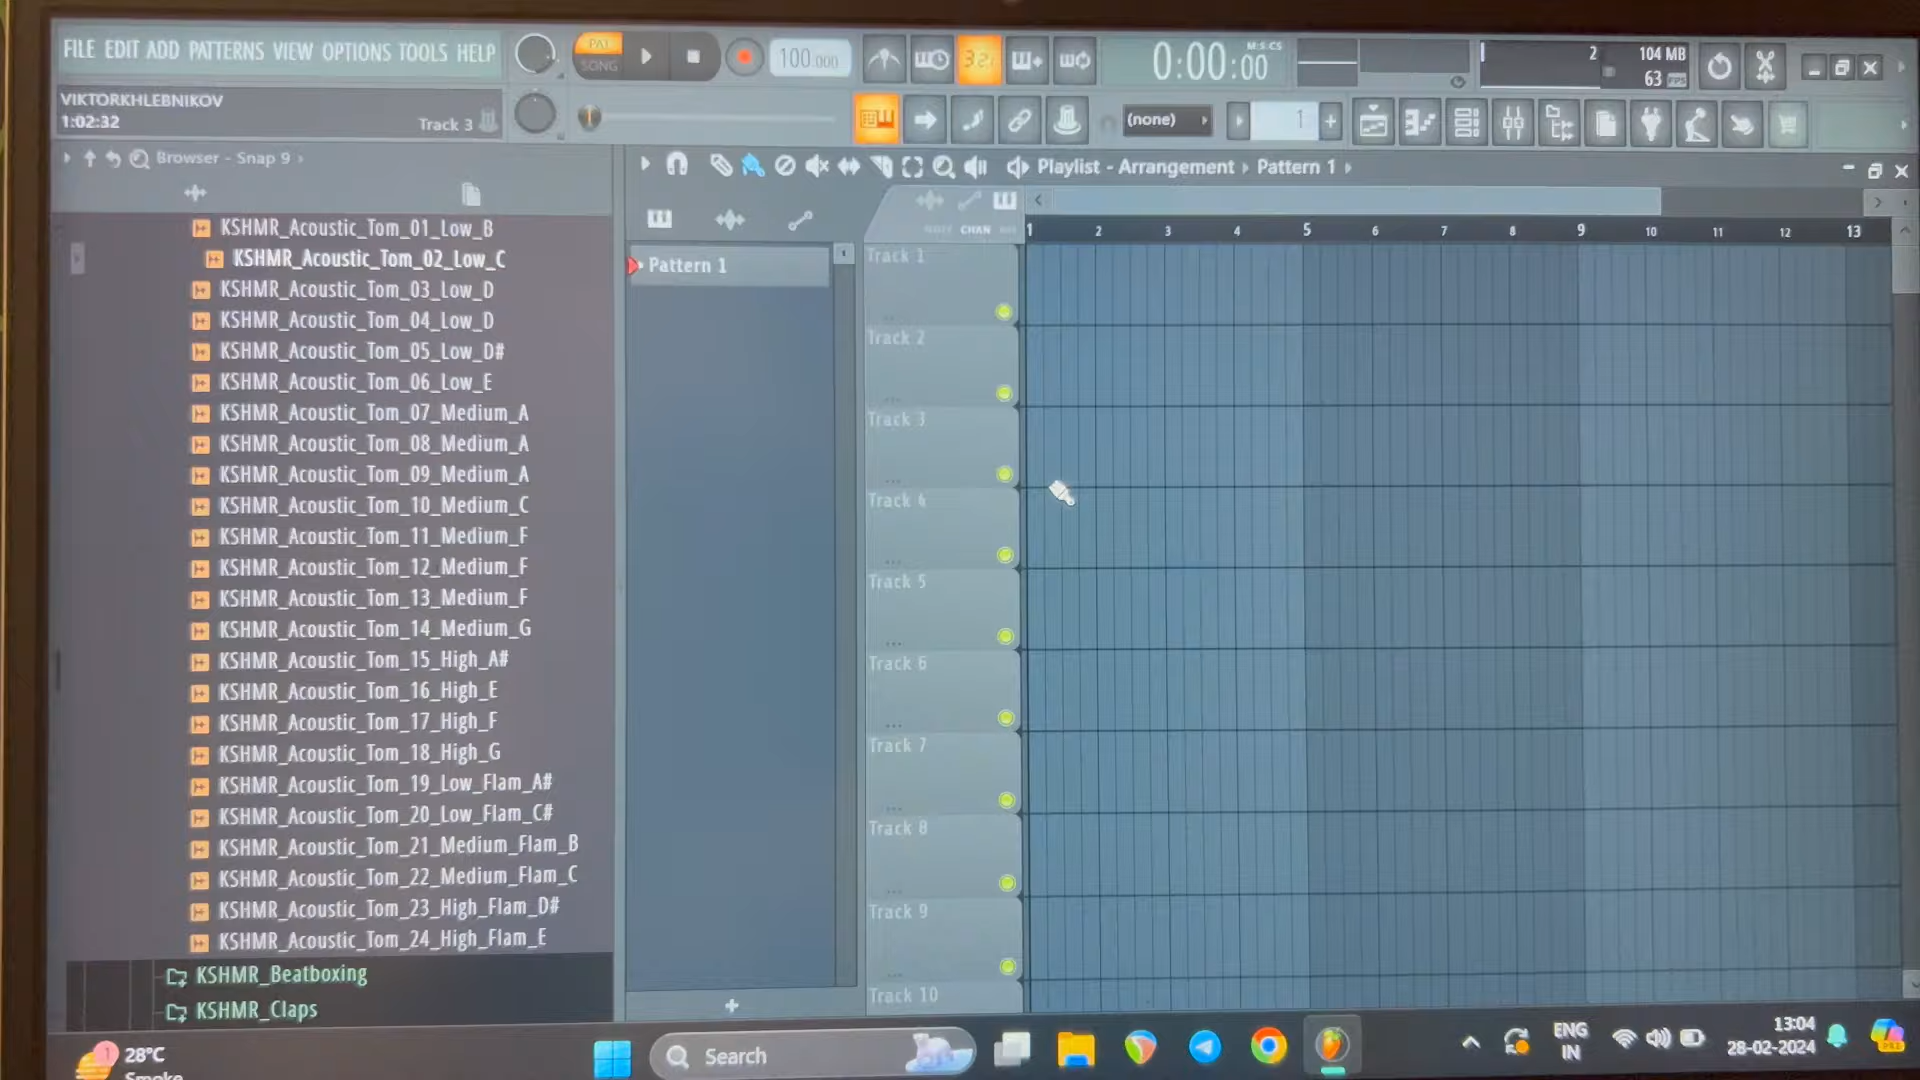 FILE EDIT ADD PATTERNS VIEW OPTIONS TOOLS HELP
PAT
SONG
100.000
32
0:00:00
M:S:CS
2
104 MB
63
VIKTORKHLEBNIKOV
1:02:32
Track 3
(none)
1
Browser - Snap 9
Playlist - Arrangement
Pattern 1
CHAN
1 2 3 4 5 6 7 8 9 10 11 12 13
Pattern 1
KSHMR_Acoustic_Tom_01_Low_B
KSHMR_Acoustic_Tom_02_Low_C
KSHMR_Acoustic_Tom_03_Low_D
KSHMR_Acoustic_Tom_04_Low_D
KSHMR_Acoustic_Tom_05_Low_D#
KSHMR_Acoustic_Tom_06_Low_E
KSHMR_Acoustic_Tom_07_Medium_A
KSHMR_Acoustic_Tom_08_Medium_A
KSHMR_Acoustic_Tom_09_Medium_A
KSHMR_Acoustic_Tom_10_Medium_C
KSHMR_Acoustic_Tom_11_Medium_F
KSHMR_Acoustic_Tom_12_Medium_F
KSHMR_Acoustic_Tom_13_Medium_F
KSHMR_Acoustic_Tom_14_Medium_G
KSHMR_Acoustic_Tom_15_High_A#
KSHMR_Acoustic_Tom_16_High_E
KSHMR_Acoustic_Tom_17_High_F
KSHMR_Acoustic_Tom_18_High_G
KSHMR_Acoustic_Tom_19_Low_Flam_A#
KSHMR_Acoustic_Tom_20_Low_Flam_C#
KSHMR_Acoustic_Tom_21_Medium_Flam_B
KSHMR_Acoustic_Tom_22_Medium_Flam_C
KSHMR_Acoustic_Tom_23_High_Flam_D#
KSHMR_Acoustic_Tom_24_High_Flam_E
KSHMR_Beatboxing
KSHMR_Claps
Track 1
Track 2
Track 3
Track 4
Track 5
Track 6
Track 7
Track 8
Track 9
Track 10
1
28°C
Smoke
Search
ENG
IN
13:04
28-02-2024